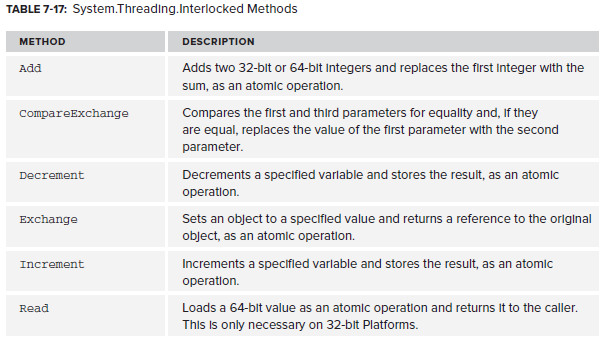 TABLE 7-17: System.Threading.Interlocked Methods
METHOD DESCRIPTION
Add Adds two 32-bit or 64-bit integers and replaces the first integer with the
sum, as an atomic operation.
CompareExchange Compares the first and third parameters for equality and, if they
are equal, replaces the value of the first parameter with the second
parameter.
Decrement Decrements a specified variable and stores the result, as an atomic
operation.
Exchange Sets an object to a specified value and returns a reference to the original
object, as an atomic operation.
Increment Increments a specified variable and stores the result, as an atomic
operation.
Read Loads a 64-bit value as an atomic operation and returns it to the caller.
This is only necessary on 32-bit Platforms.